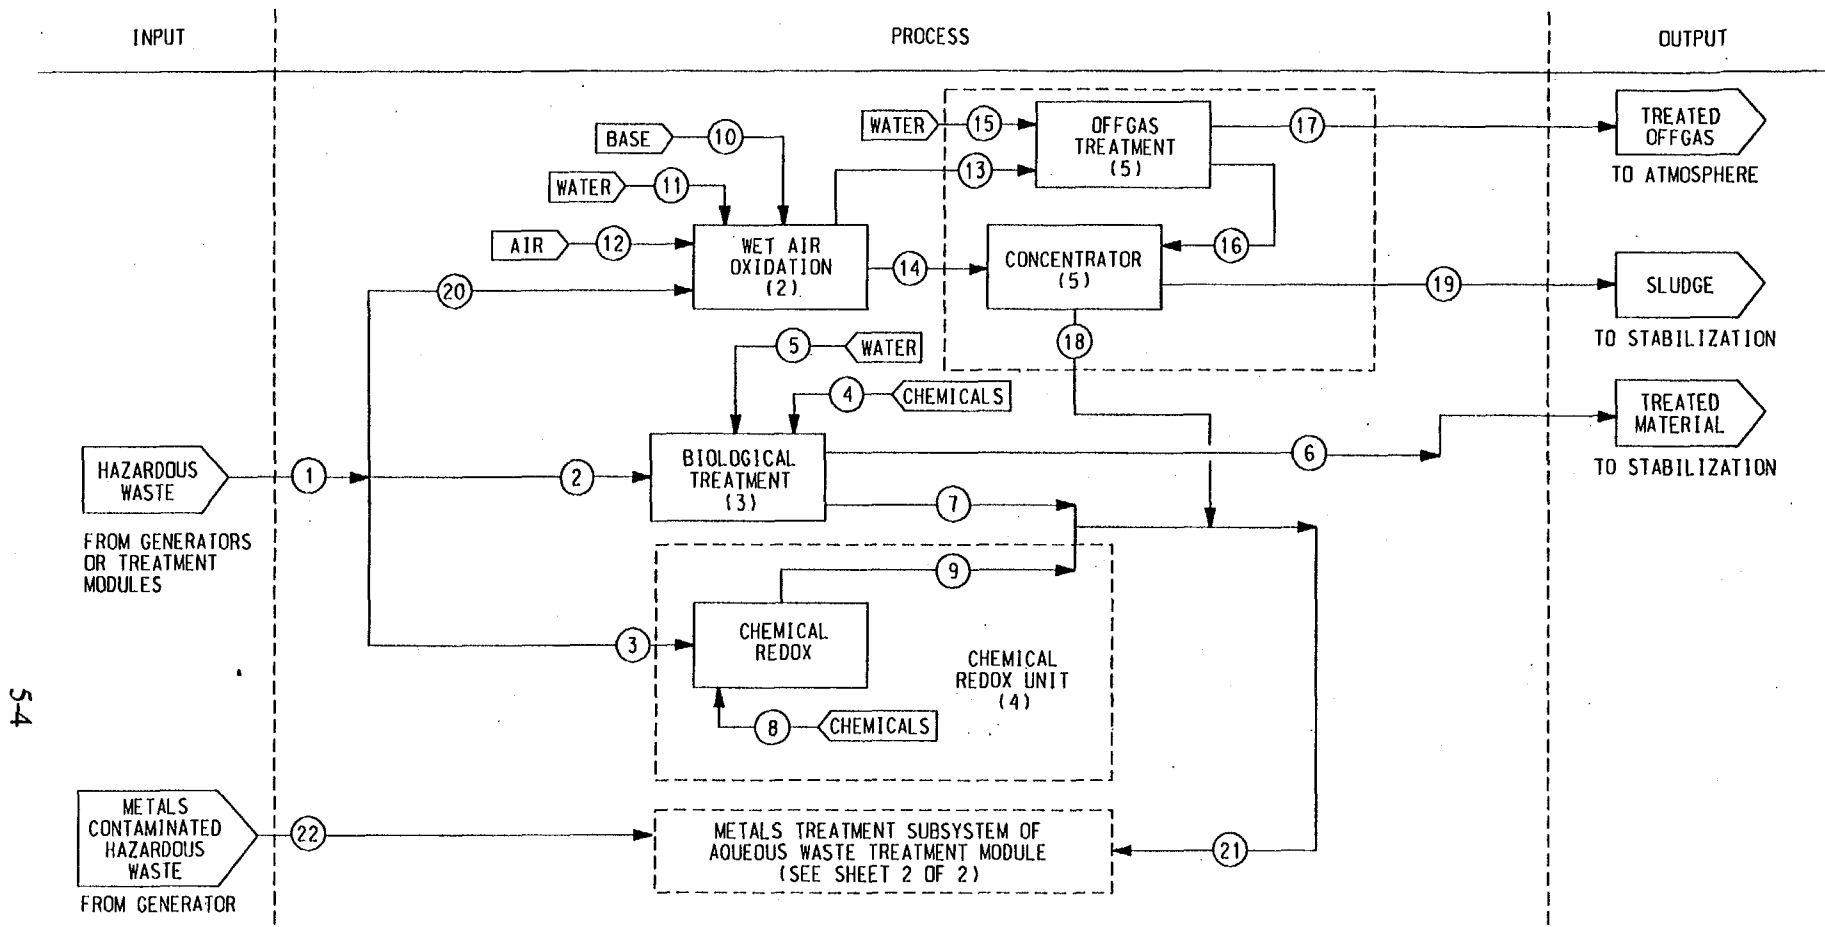 INPUT
PROCESS
OUTPUT
WATER
15
OFFGAS
TREATMENT
(5)
17
TREATED
OFFGAS
TO ATMOSPHERE
BASE
10
WATER
11
13
AIR
12
WET AIR
OXIDATION
(2)
14
CONCENTRATOR
(5)
16
20
19
SLUDGE
TO STABILIZATION
18
5
WATER
4
CHEMICALS
TREATED
MATERIAL
TO STABILIZATION
HAZARDOUS
WASTE
1
FROM GENERATORS
OR TREATMENT
MODULES
2
BIOLOGICAL
TREATMENT
(3)
6
7
9
3
CHEMICAL
REDOX
CHEMICAL
REDOX UNIT
(4)
8
CHEMICALS
5-4
METALS
CONTAMINATED
HAZARDOUS
WASTE
FROM GENERATOR
22
METALS TREATMENT SUBSYSTEM OF
AQUEOUS WASTE TREATMENT MODULE
(SEE SHEET 2 OF 2)
21